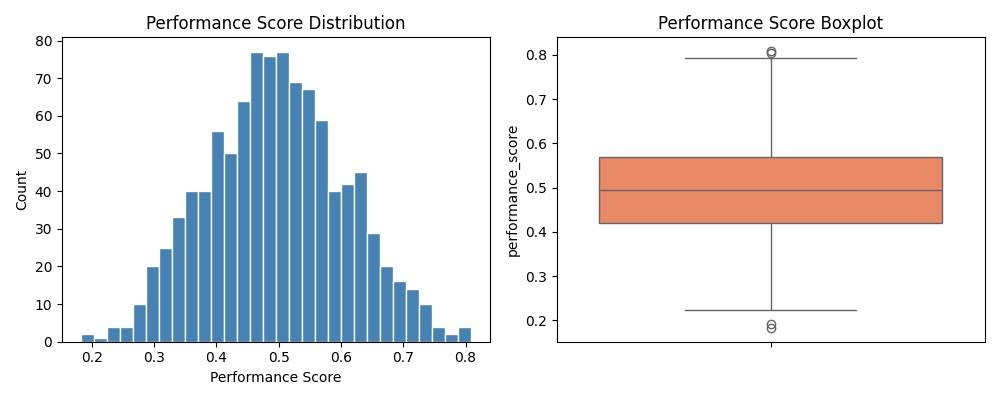 Performance Score Distribution
80
70
60
50
40
30
20
10
0
Count
0.2 0.3 0.4 0.5 0.6 0.7 0.8
Performance Score
Performance Score Boxplot
0.8
0.7
0.6
0.5
0.4
0.3
0.2
performance_score